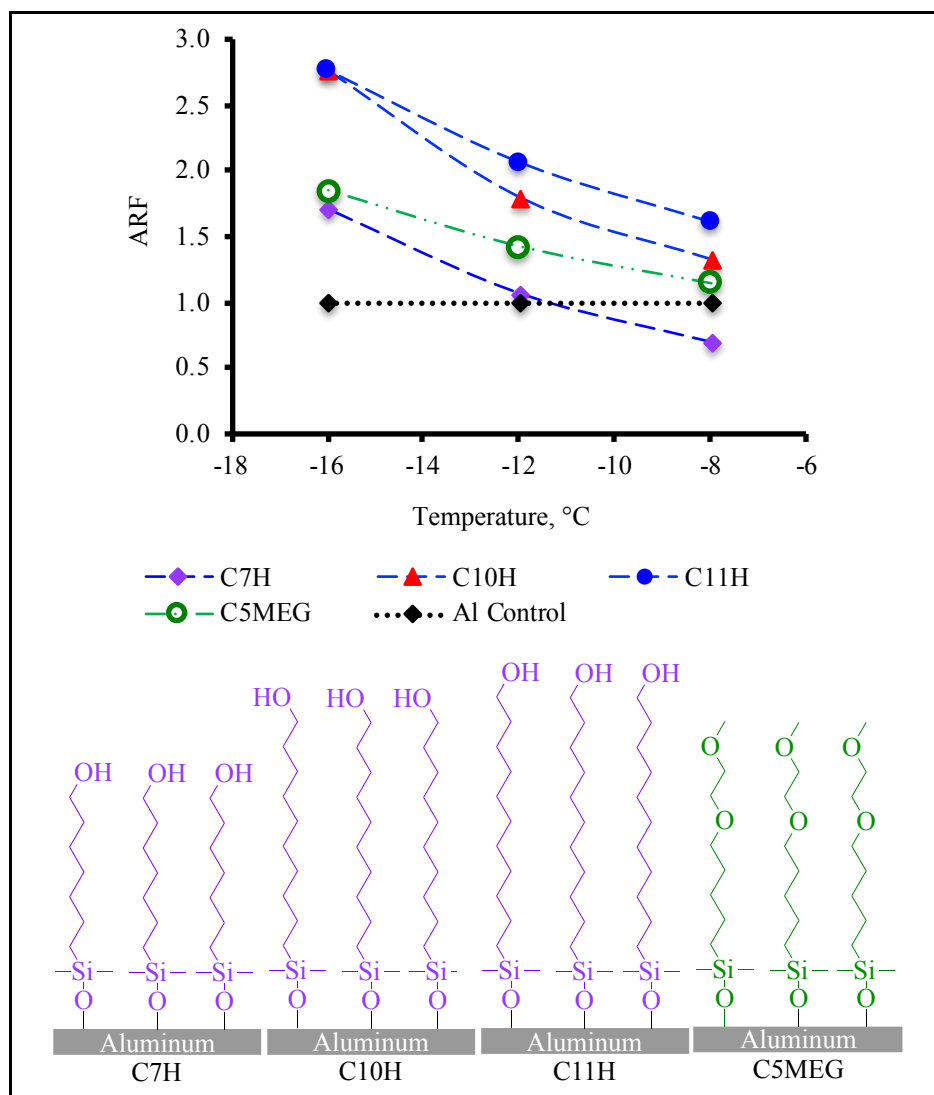 3.0
2.5
2.0
1.5
1.0
0.5
0.0
ARF
-18 -16 -14 -12 -10 -8 -6
Temperature, °C
C7H C10H C11H
C5MEG Al Control
OH OH OH
HO HO HO
OH OH OH
O O O
O O O
Si Si Si Si Si Si Si Si Si Si Si Si
O O O O O O O O O O O O
Aluminum Aluminum Aluminum Aluminum
C7H C10H C11H C5MEG